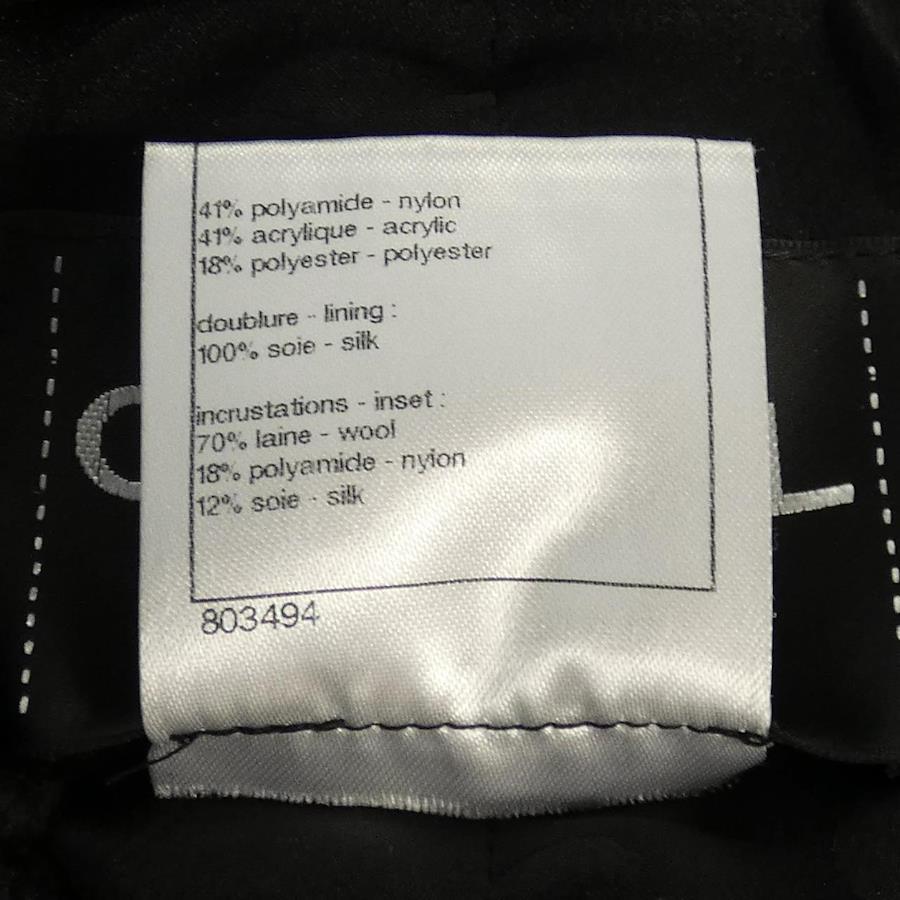 41% polyamide - nylon
41% acrylique - acrylic
18% polyester - polyester
doublure - lining :
100% soie - silk
incrustations - inset :
70% laine - wool
18% polyamide - nylon
12% soie - silk
803494